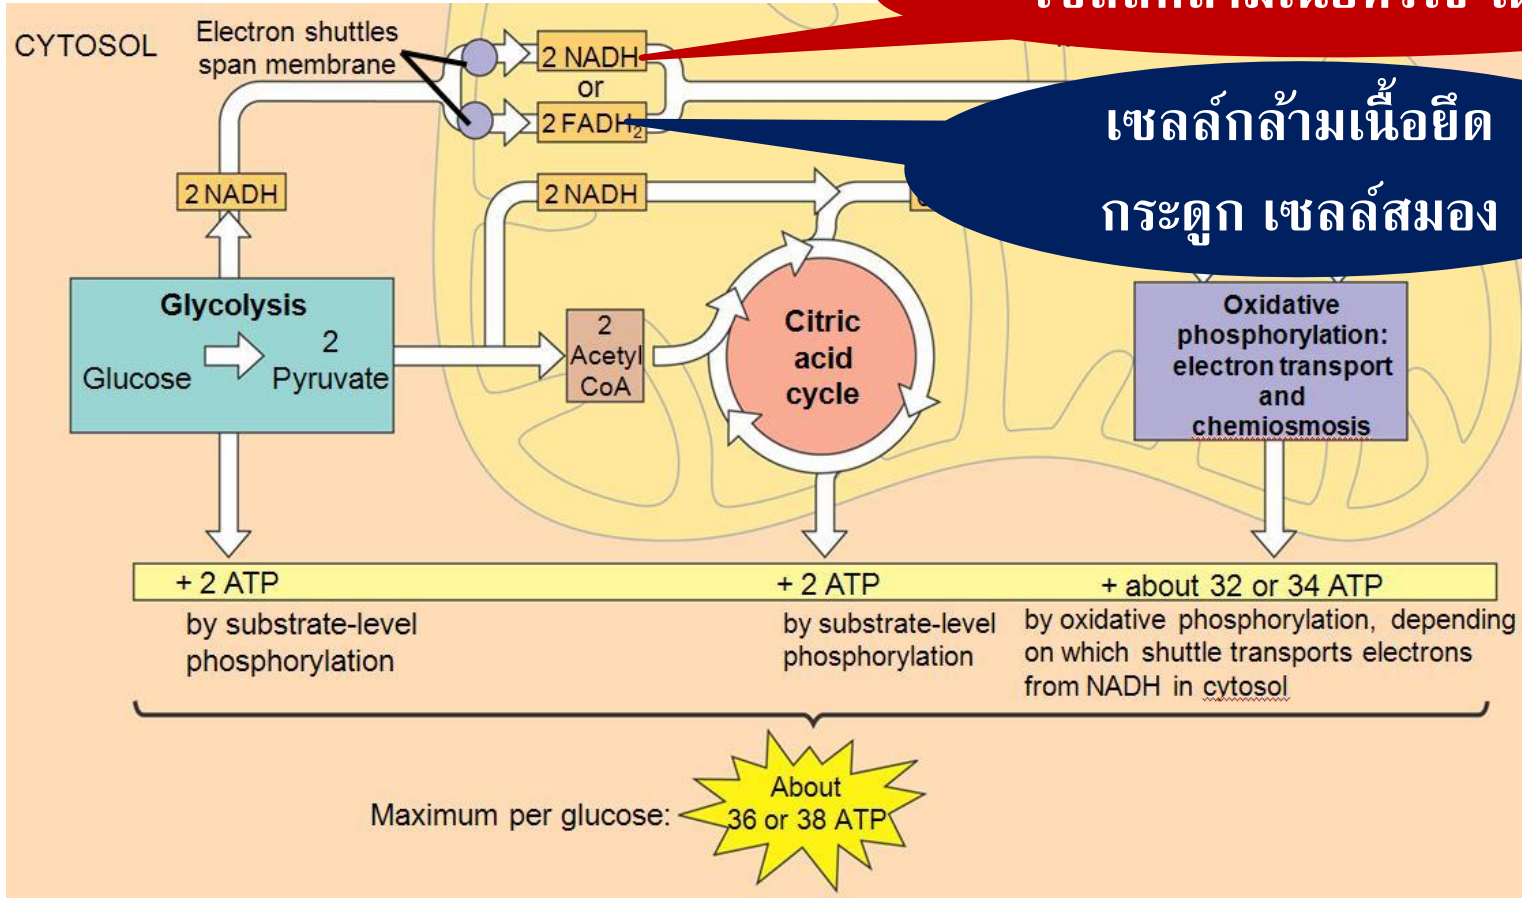 CYTOSOL
Electron shuttles
span membrane
2 NADH
or
2 FADH₂
เซลล์กล้ามเนื้อยึด
กระดูก เซลล์สมอง
2 NADH
2 NADH
Glycolysis
Glucose
2
Pyruvate
2
Acetyl
CoA
Citric
acid
cycle
Oxidative
phosphorylation:
electron transport
and
chemiosmosis
+ 2 ATP
by substrate-level
phosphorylation
+ 2 ATP
by substrate-level
phosphorylation
+ about 32 or 34 ATP
by oxidative phosphorylation, depending
on which shuttle transports electrons
from NADH in cytosol
Maximum per glucose:
About
36 or 38 ATP